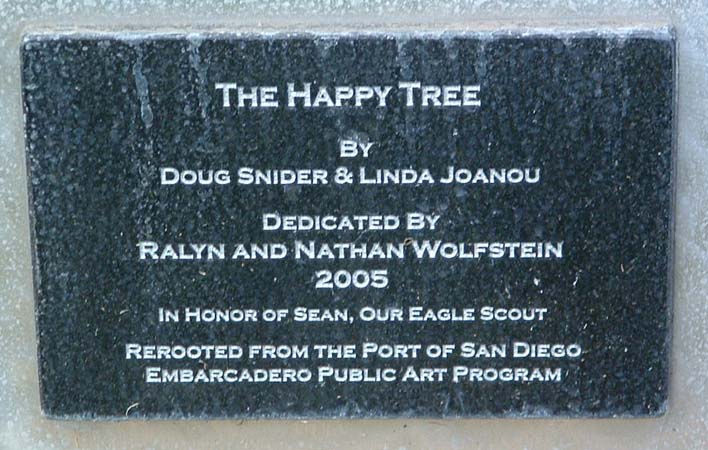 THE HAPPY TREE
BY
DOUG SNIDER & LINDA JOANOU
DEDICATED BY
RALYN AND NATHAN WOLFSTEIN
2005
IN HONOR OF SEAN, OUR EAGLE SCOUT
REROOTED FROM THE PORT OF SAN DIEGO
EMBARCADERO PUBLIC ART PROGRAM